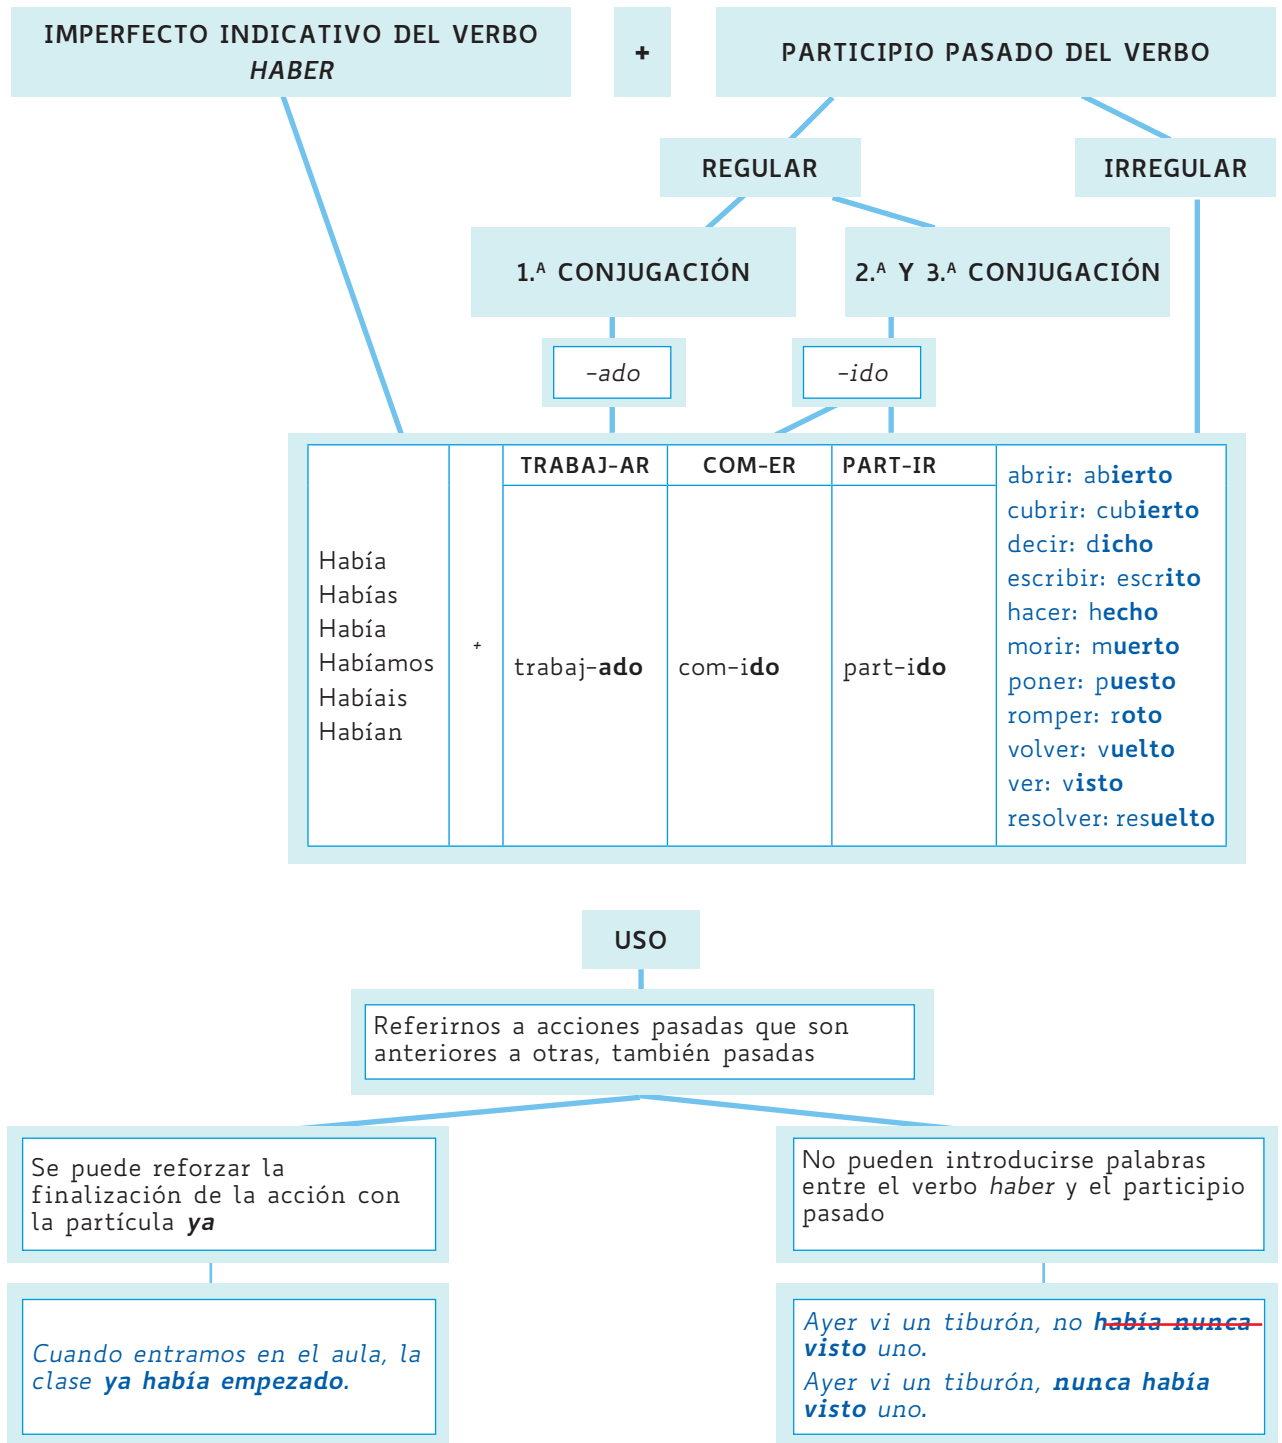 IMPERFECTO INDICATIVO DEL VERBO
HABER
+
PARTICIPIO PASADO DEL VERBO
REGULAR
IRREGULAR
1.ᴬ CONJUGACIÓN
2.ᴬ Y 3.ᴬ CONJUGACIÓN
-ado
-ido
Había
Habías
Había
Habíamos
Habíais
Habían
+
TRABAJ-AR
trabaj-ado
COM-ER
com-ido
PART-IR
part-ido
abrir: abierto
cubrir: cubierto
decir: dicho
escribir: escrito
hacer: hecho
morir: muerto
poner: puesto
romper: roto
volver: vuelto
ver: visto
resolver: resuelto
USO
Referirnos a acciones pasadas que son
anteriores a otras, también pasadas
Se puede reforzar la
finalización de la acción con
la partícula ya
Cuando entramos en el aula, la
clase ya había empezado.
No pueden introducirse palabras
entre el verbo haber y el participio
pasado
Ayer vi un tiburón, no había nunca
visto uno.
Ayer vi un tiburón, nunca había
visto uno.